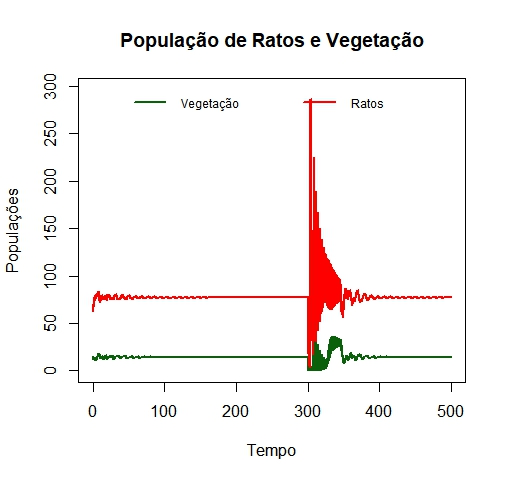 População de Ratos e Vegetação
Vegetação Ratos
300
250
200
150
100
50
0
Populações
0 100 200 300 400 500
Tempo